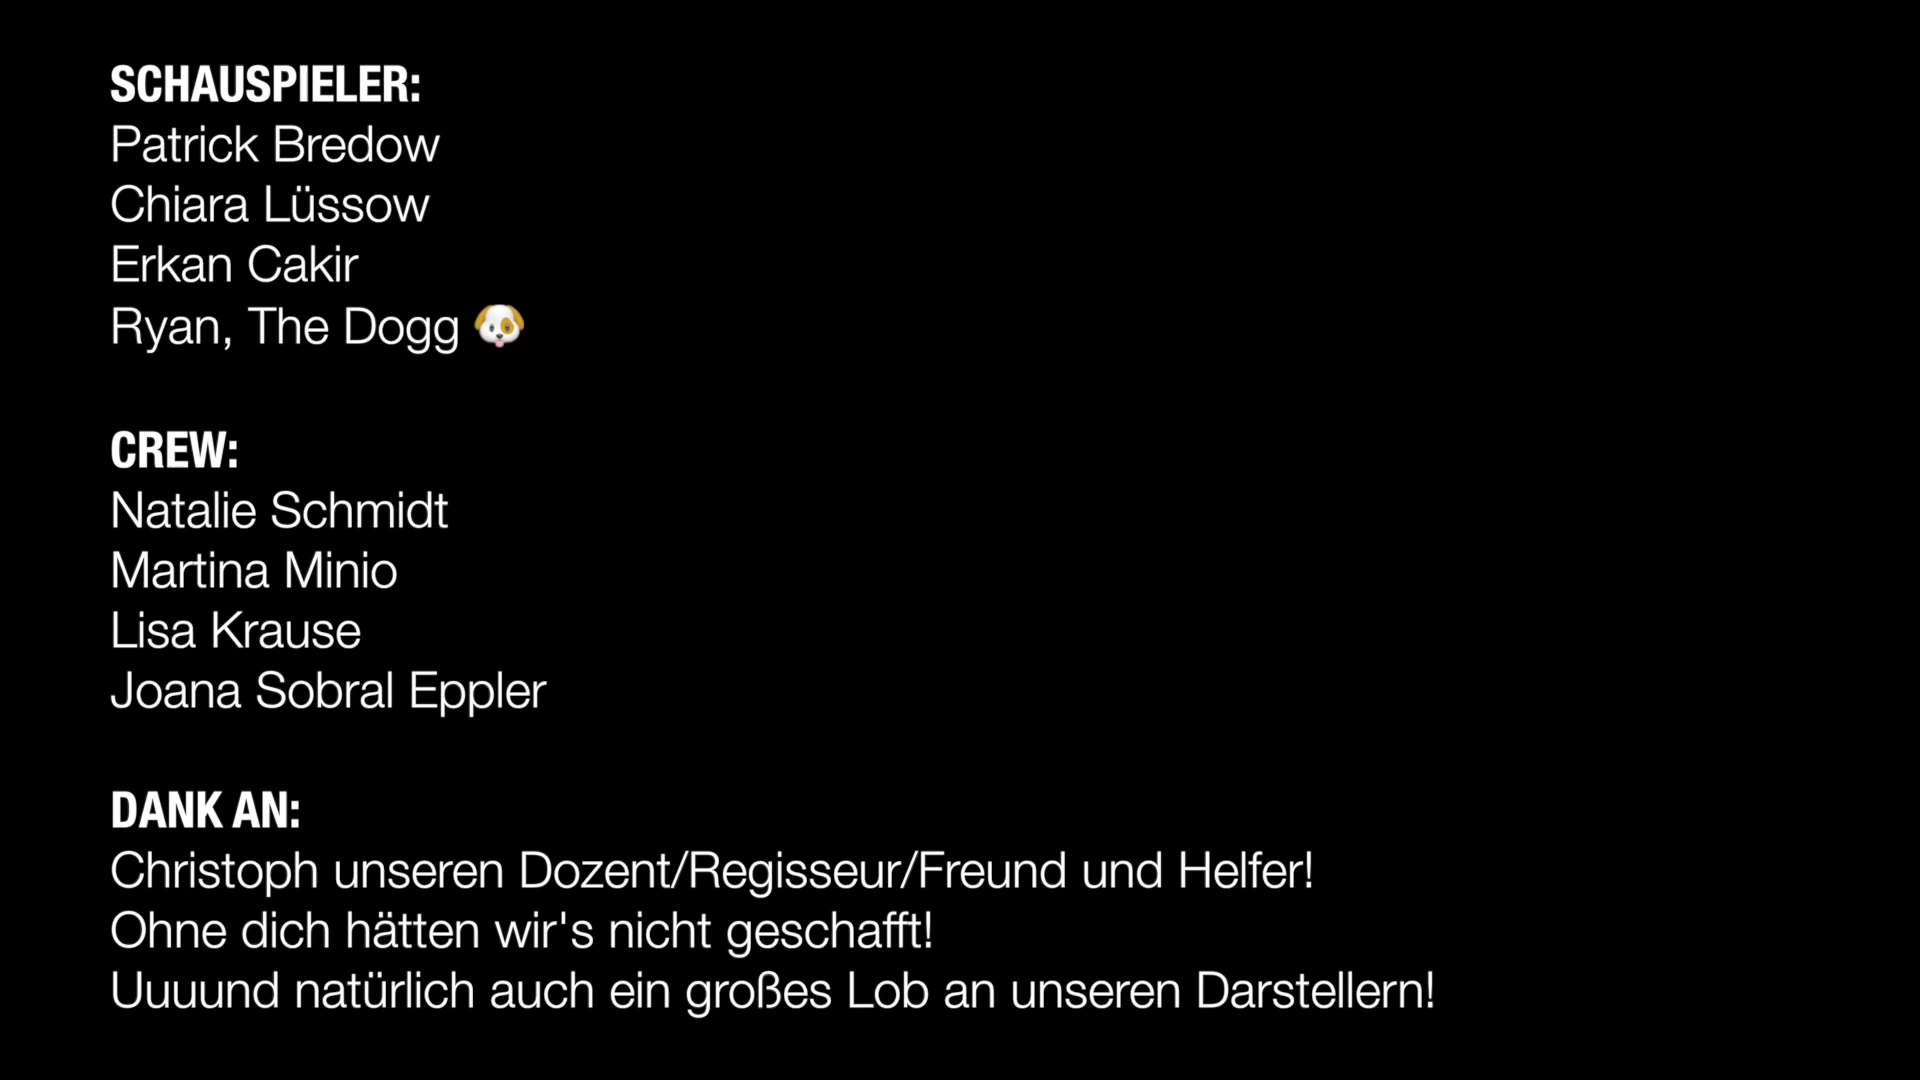 SCHAUSPIELER:
Patrick Bredow
Chiara Lüssow
Erkan Cakir
Ryan, The Dogg 🐶
CREW:
Natalie Schmidt
Martina Minio
Lisa Krause
Joana Sobral Eppler
DANK AN:
Christoph unseren Dozent/Regisseur/Freund und Helfer!
Ohne dich hätten wir's nicht geschafft!
Uuuund natürlich auch ein großes Lob an unseren Darstellern!